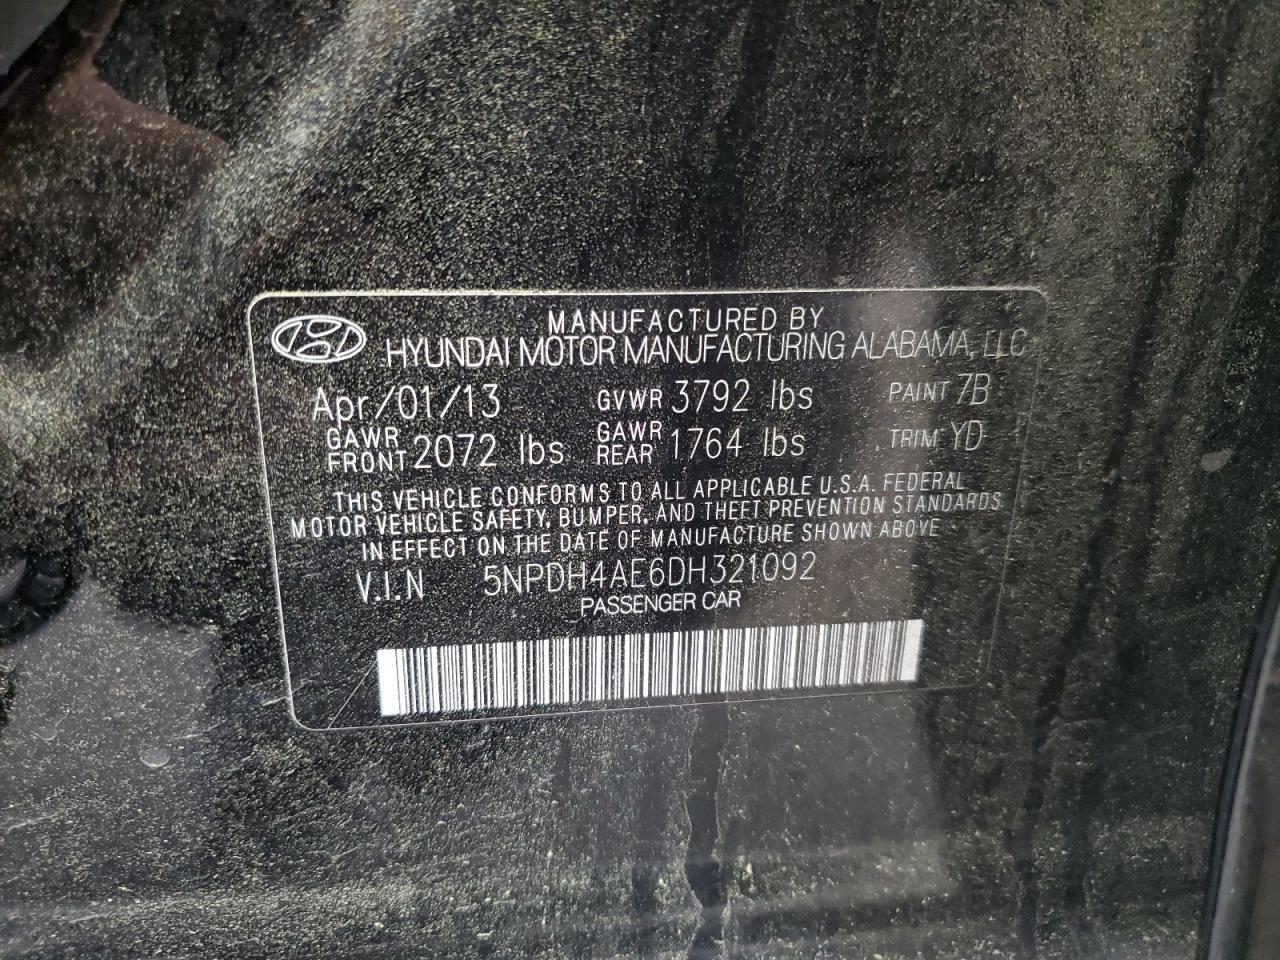 MANUFACTURED BY
HYUNDAI MOTOR MANUFACTURING ALABAMA, LLC
Apr/01/13 GVWR 3792 lbs PAINT 7B
GAWR FRONT 2072 lbs GAWR REAR 1764 lbs TRIM YD
THIS VEHICLE CONFORMS TO ALL APPLICABLE U.S.A. FEDERAL
MOTOR VEHICLE SAFETY, BUMPER, AND THEFT PREVENTION STANDARDS
IN EFFECT ON THE DATE OF MANUFACTURE SHOWN ABOVE
V.I.N 5NPDH4AE6DH321092
PASSENGER CAR